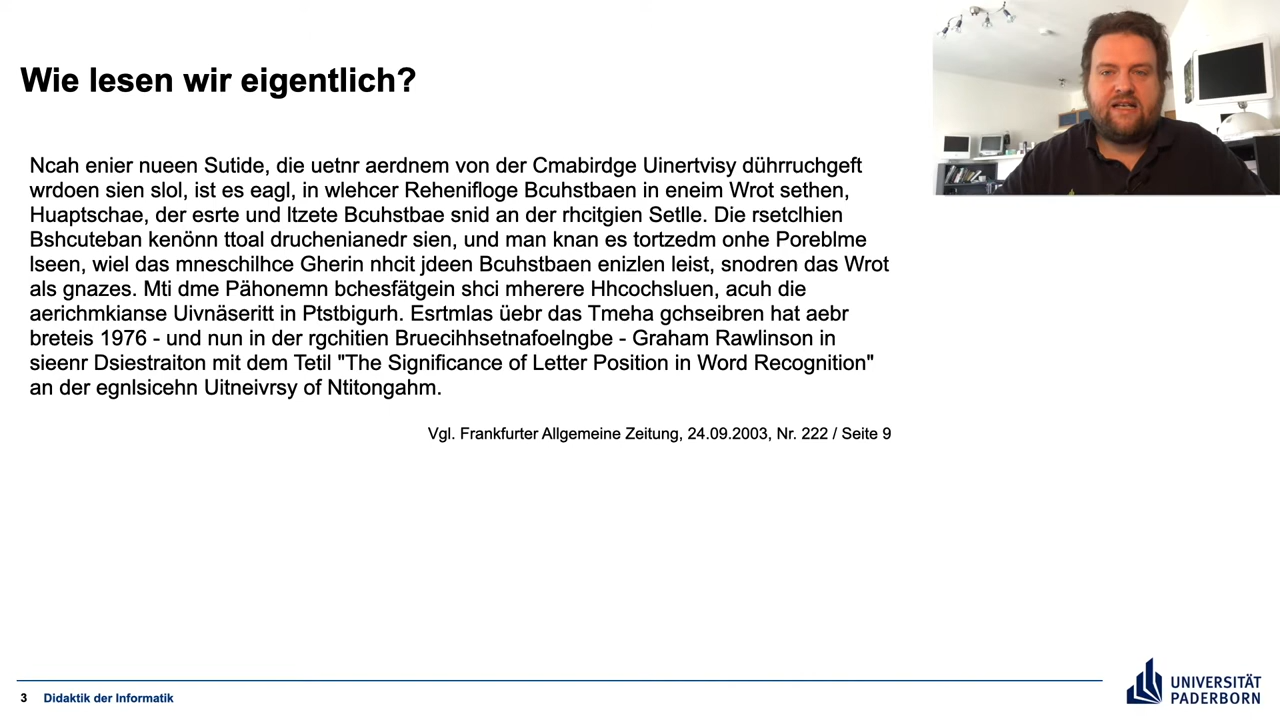 Wie lesen wir eigentlich?
Ncah enier nueen Sutide, die uetnr aerdnem von der Cmabirdge Uinertvisy dührruchgeft
wrdoen sien slol, ist es eagl, in wlehcer Rehenifloge Bcuhstbaen in eneim Wrot sethen,
Huaptschae, der esrte und ltzete Bcuhstbae snid an der rhcitgien Setlle. Die rsetclhien
Bshcuteban kenönn ttoal druchenianedr sien, und man knan es tortzedm onhe Poreblme
lseen, wiel das mneschilhce Gherin nhcit jdeen Bcuhstbaen enizlen leist, snodren das Wrot
als gnazes. Mti dme Pähonemn bchesfätgein shci mherere Hhcochsluen, acuh die
aerichmkianse Uivnäseritt in Ptstbigurh. Esrtmlas üebr das Tmeha gchseibren hat aebr
breteis 1976 - und nun in der rgchitien Bruecihhsetnafoelngbe - Graham Rawlinson in
sieenr Dsiestraiton mit dem Tetil "The Significance of Letter Position in Word Recognition"
an der egnlsicehn Uitneivrsy of Ntitongahm.
Vgl. Frankfurter Allgemeine Zeitung, 24.09.2003, Nr. 222 / Seite 9
3 Didaktik der Informatik
UNIVERSITÄT
PADERBORN